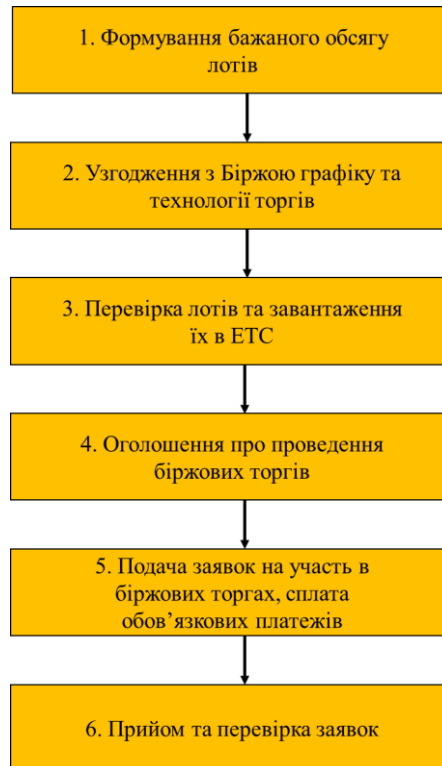 1. Формування бажаного обсягу
лотів
2. Узгодження з Біржою графіку та
технології торгів
3. Перевірка лотів та завантаження
їх в ЕТС
4. Оголошення про проведення
біржових торгів
5. Подача заявок на участь в
біржових торгах, сплата
обов’язкових платежів
6. Прийом та перевірка заявок